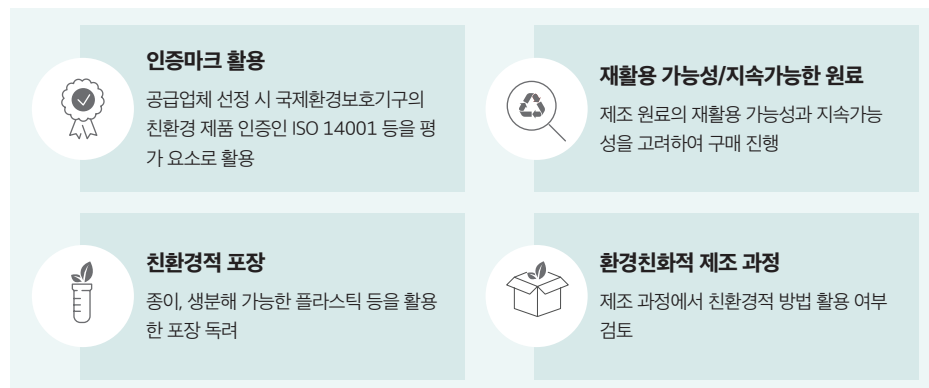 인증마크 활용
공급업체 선정 시 국제환경보호기구의
친환경 제품 인증인 ISO 14001 등을 평
가 요소로 활용
재활용 가능성/지속가능한 원료
제조 원료의 재활용 가능성과 지속가능
성을 고려하여 구매 진행
친환경적 포장
종이, 생분해 가능한 플라스틱 등을 활용
한 포장 독려
환경친화적 제조 과정
제조 과정에서 친환경적 방법 활용 여부
검토